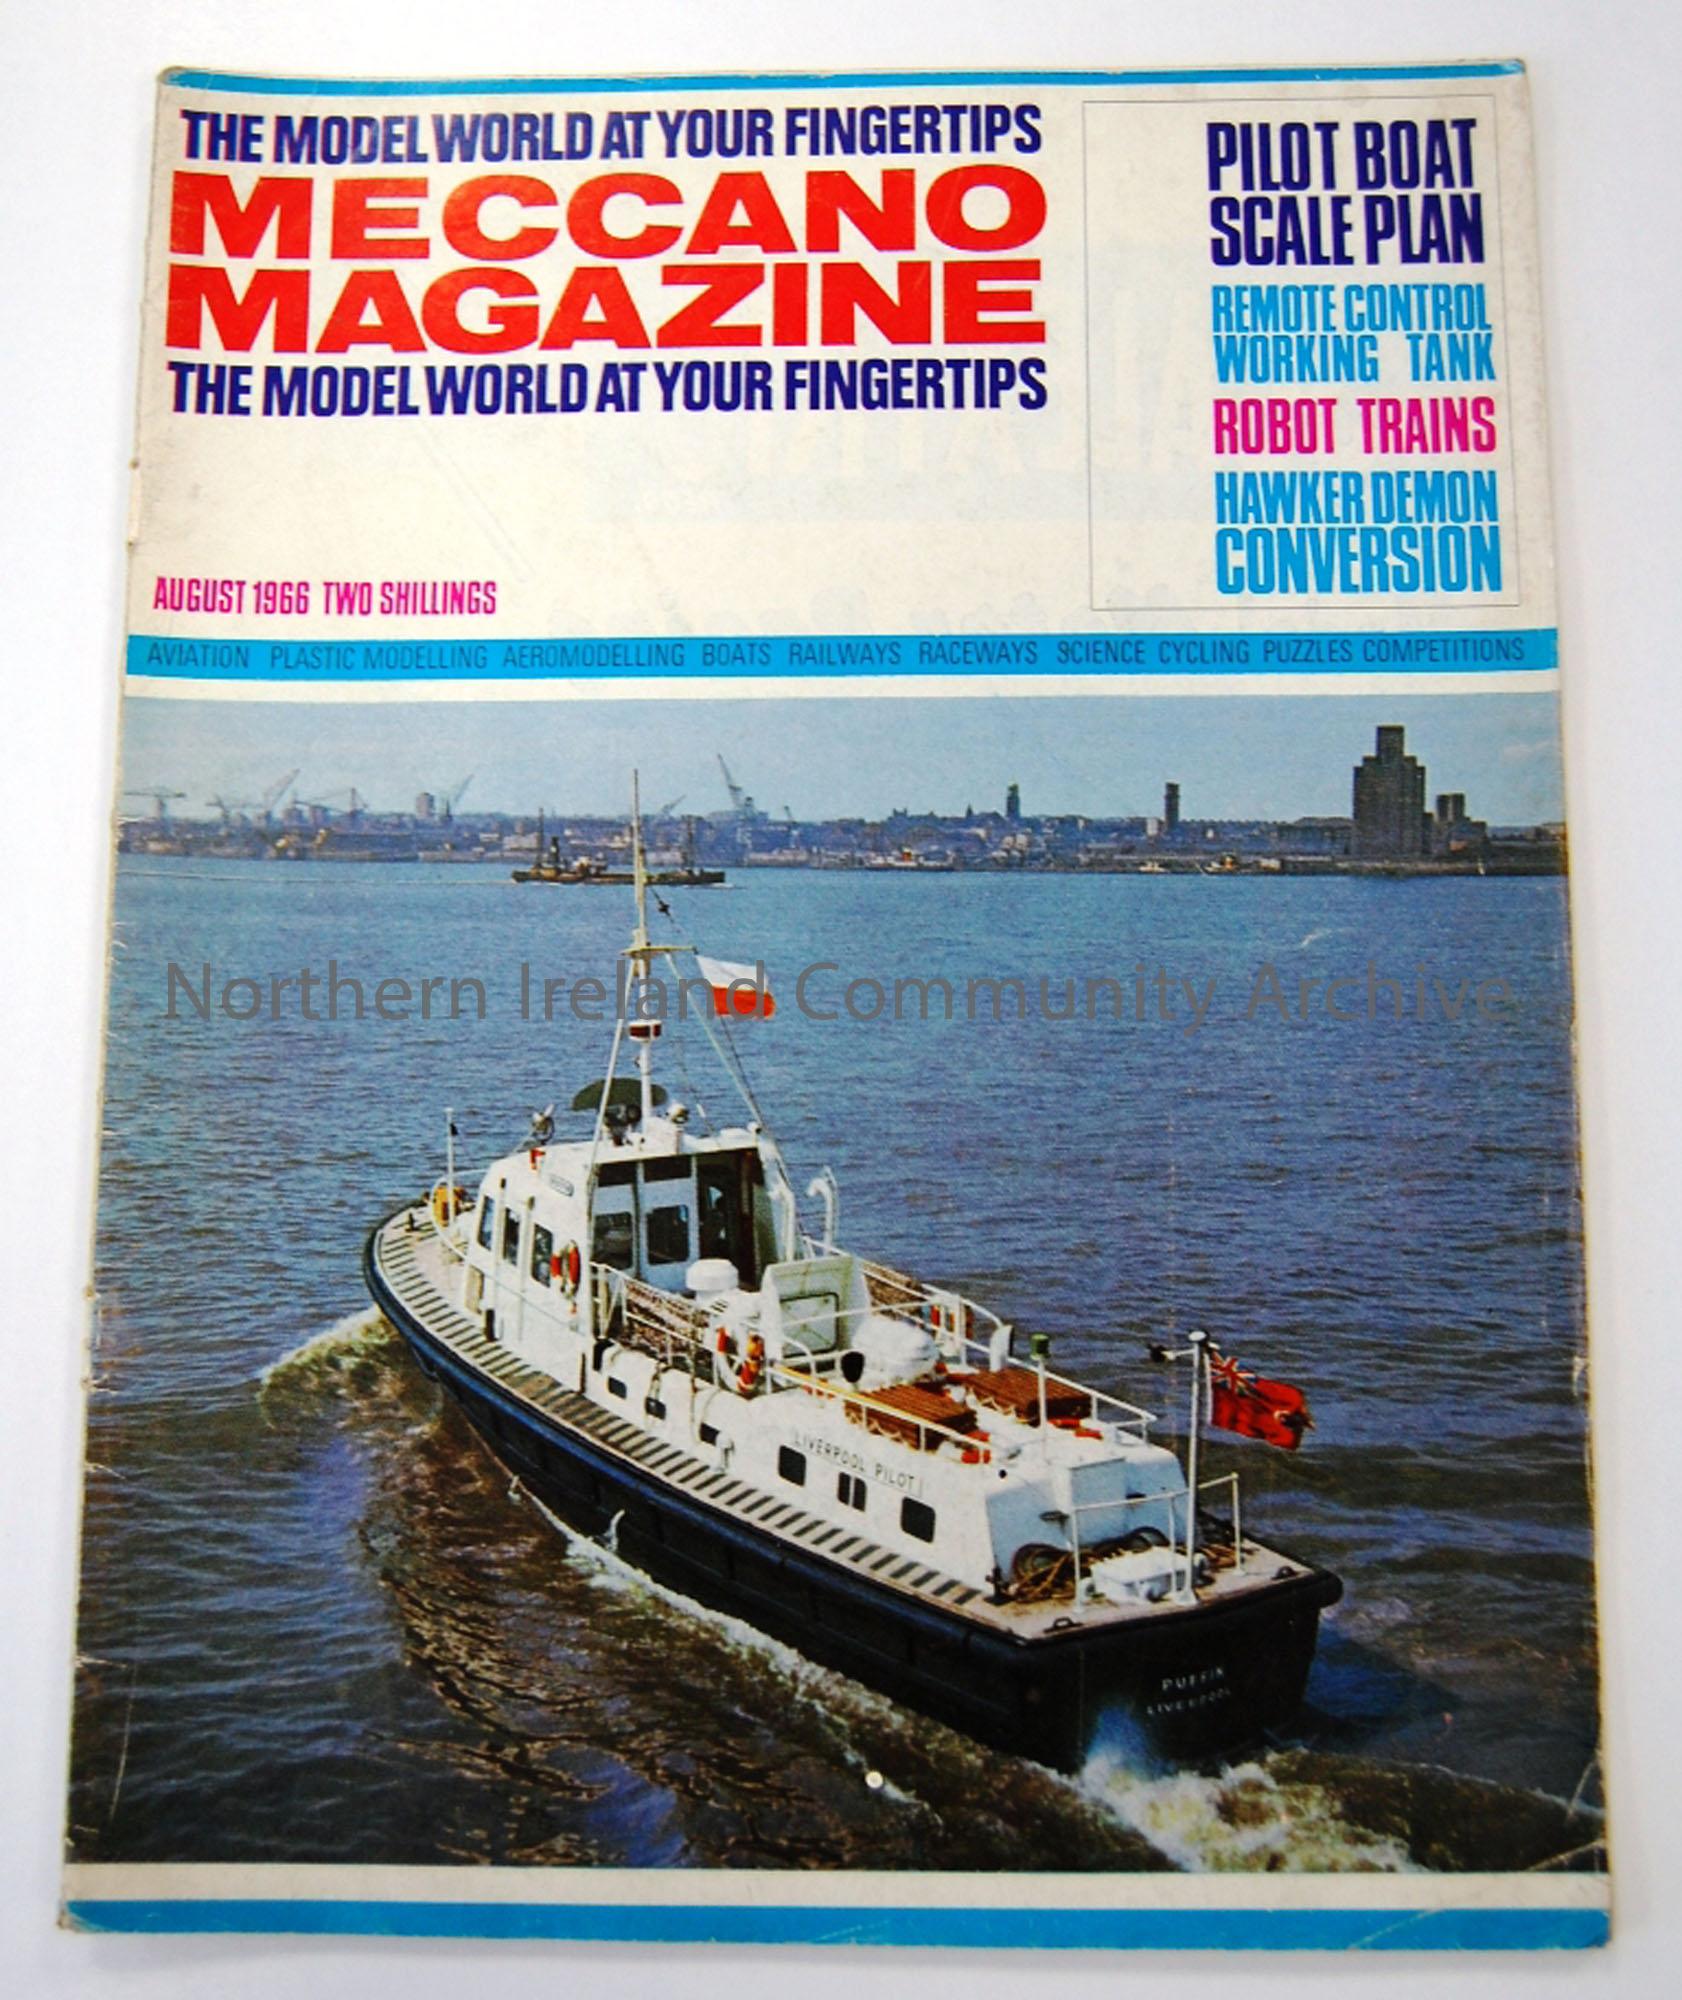 THE MODEL WORLD AT YOUR FINGERTIPS
MECCANO
MAGAZINE
THE MODEL WORLD AT YOUR FINGERTIPS
AUGUST 1966 TWO SHILLINGS
PILOT BOAT
SCALE PLAN
REMOTE CONTROL
WORKING TANK
ROBOT TRAINS
HAWKER DEMON
CONVERSION
AVIATION PLASTIC MODELLING AEROMODELLING BOATS RAILWAYS RACEWAYS SCIENCE CYCLING PUZZLES COMPETITIONS
Northern Ireland Community Archive
LIVERPOOL PILOT
PUFFIN
LIVERPOOL